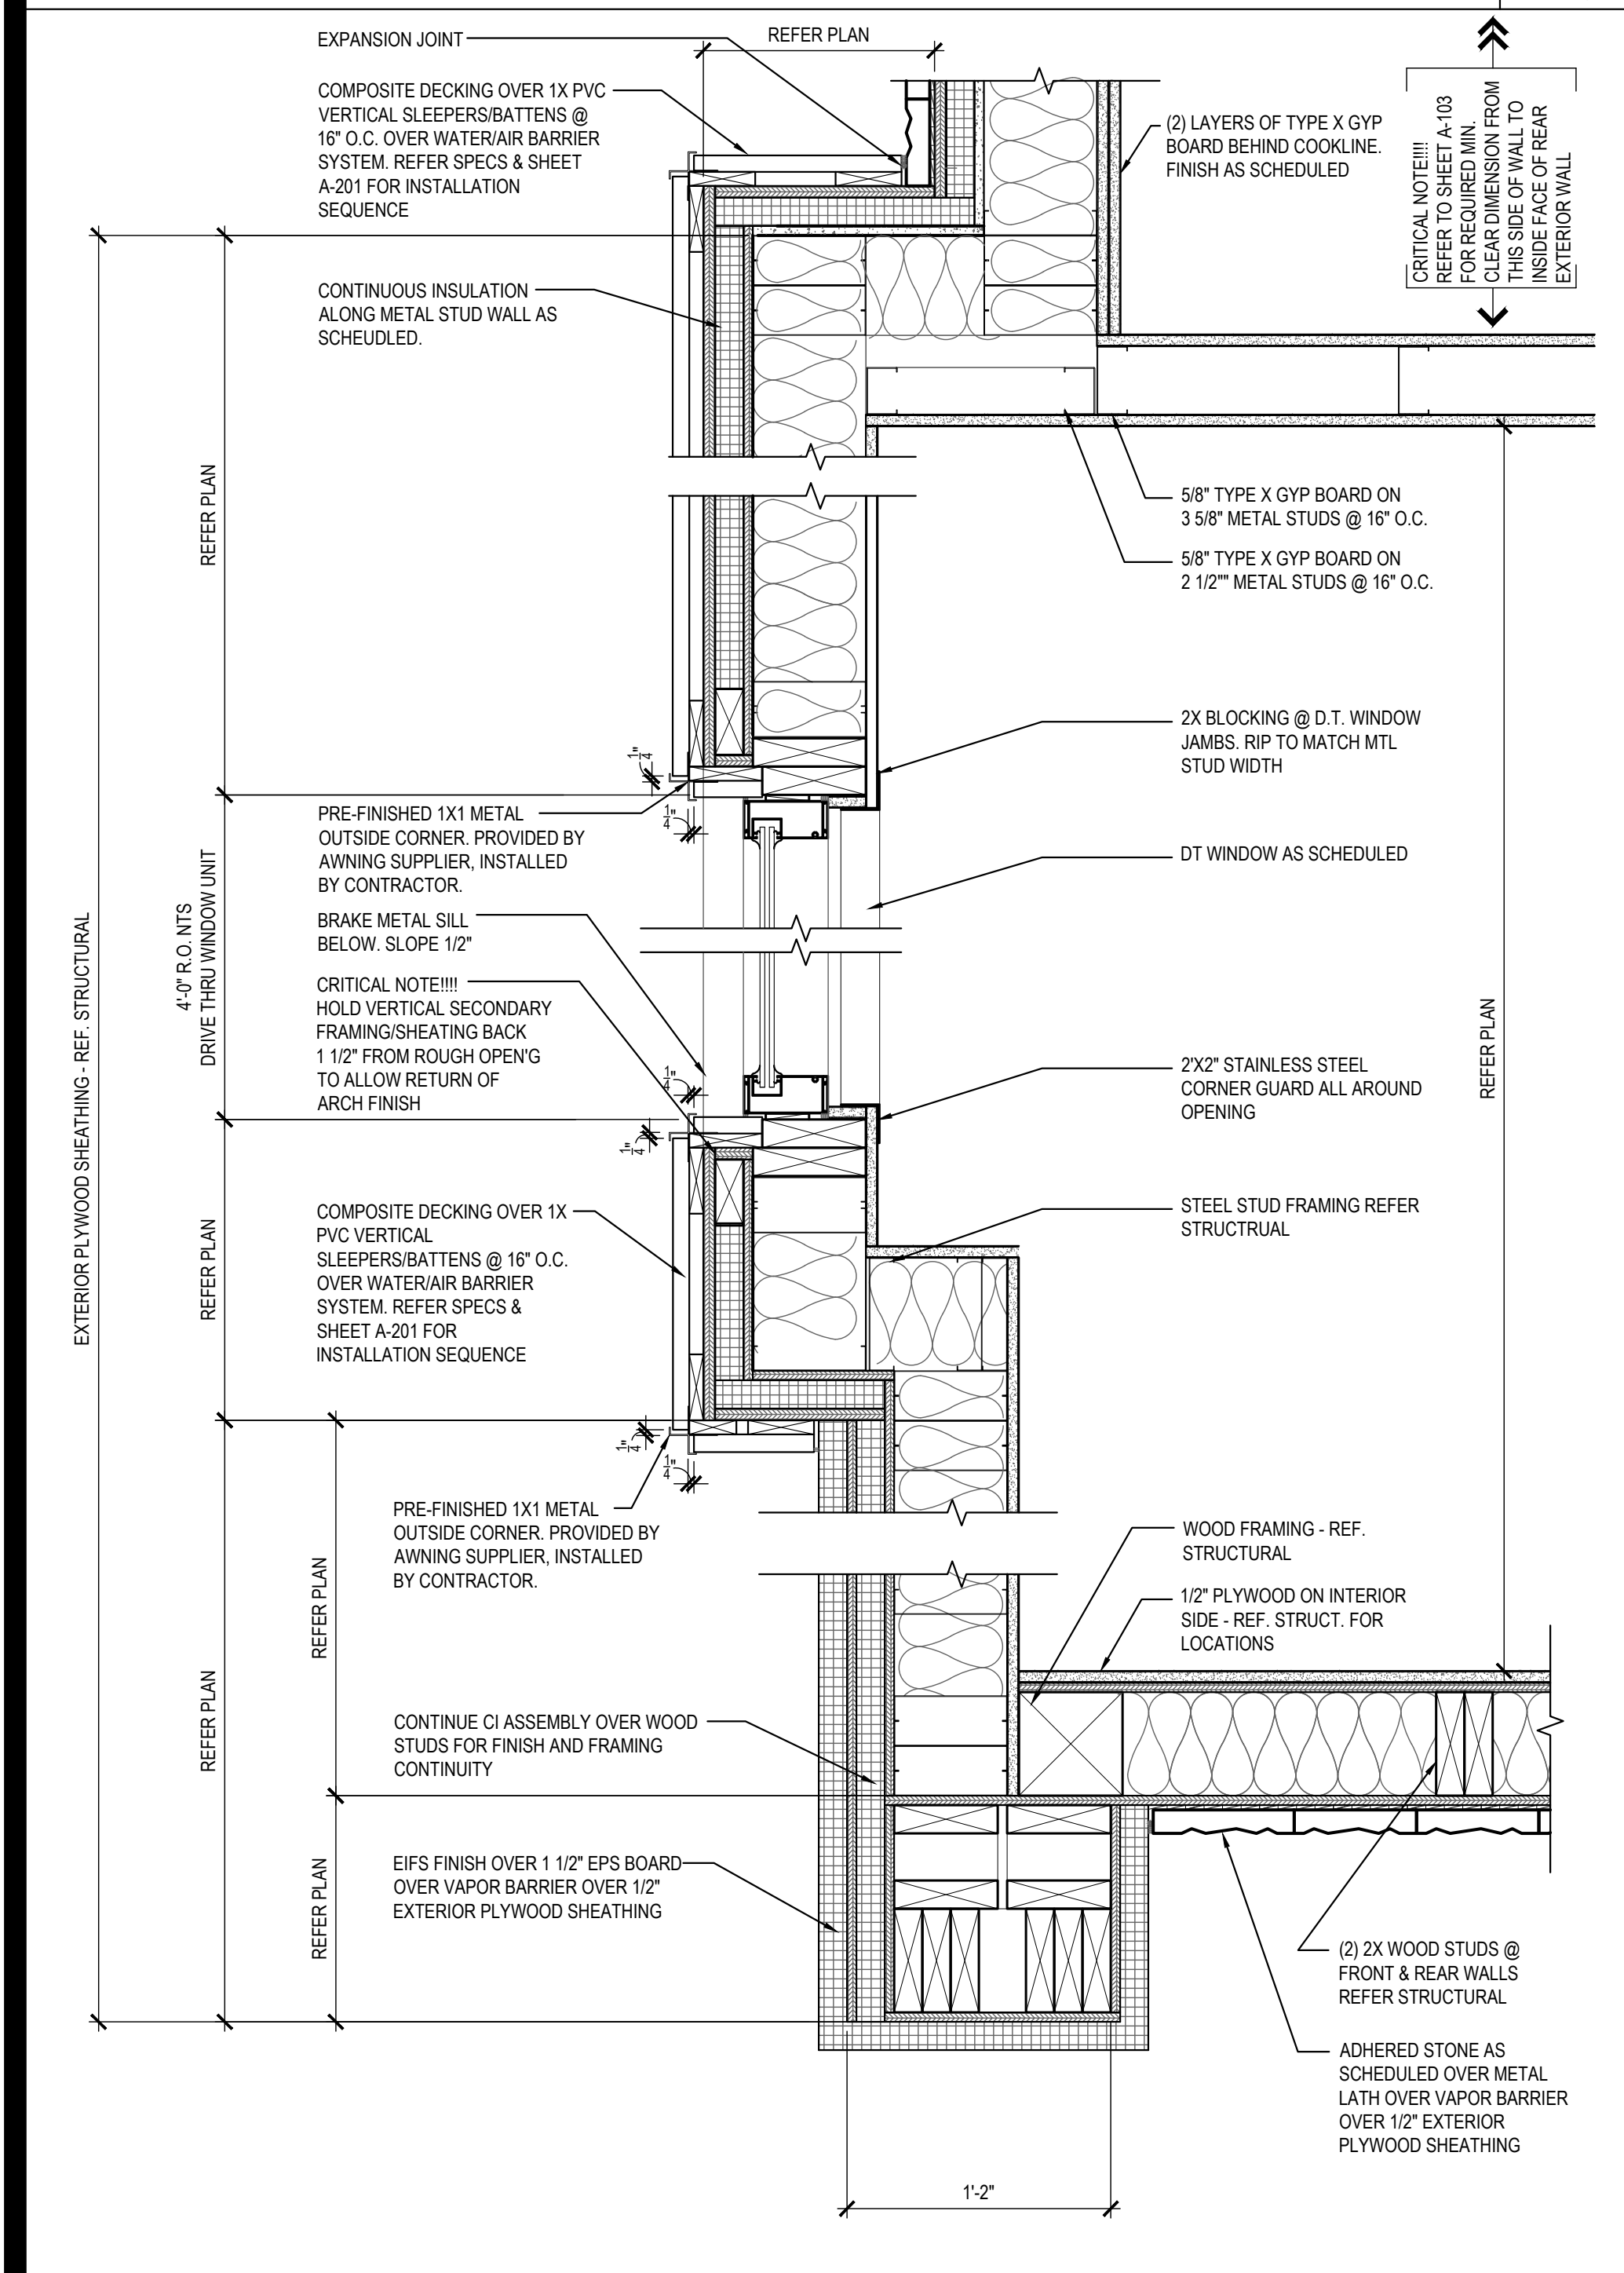 EXPANSION JOINT
REFER PLAN
COMPOSITE DECKING OVER 1X PVC
VERTICAL SLEEPERS/BATTENS @
16" O.C. OVER WATER/AIR BARRIER
SYSTEM. REFER SPECS & SHEET
A-201 FOR INSTALLATION
SEQUENCE
(2) LAYERS OF TYPE X GYP
BOARD BEHIND COOKLINE.
FINISH AS SCHEDULED
CRITICAL NOTE!!!!
REFER TO SHEET A-103
FOR REQUIRED MIN.
CLEAR DIMENSION FROM
THIS SIDE OF WALL TO
INSIDE FACE OF REAR
EXTERIOR WALL
CONTINUOUS INSULATION
ALONG METAL STUD WALL AS
SCHEUDLED.
REFER PLAN
5/8" TYPE X GYP BOARD ON
3 5/8" METAL STUDS @ 16" O.C.
5/8" TYPE X GYP BOARD ON
2 1/2"" METAL STUDS @ 16" O.C.
2X BLOCKING @ D.T. WINDOW
JAMBS. RIP TO MATCH MTL
STUD WIDTH
1/4"
1/4"
PRE-FINISHED 1X1 METAL
OUTSIDE CORNER. PROVIDED BY
AWNING SUPPLIER, INSTALLED
BY CONTRACTOR.
DT WINDOW AS SCHEDULED
4'-0" R.O. NTS
DRIVE THRU WINDOW UNIT
BRAKE METAL SILL
BELOW. SLOPE 1/2"
EXTERIOR PLYWOOD SHEATHING - REF. STRUCTURAL
CRITICAL NOTE!!!!
HOLD VERTICAL SECONDARY
FRAMING/SHEATING BACK
1 1/2" FROM ROUGH OPEN'G
TO ALLOW RETURN OF
ARCH FINISH
1/4"
1/4"
REFER PLAN
2'X2" STAINLESS STEEL
CORNER GUARD ALL AROUND
OPENING
COMPOSITE DECKING OVER 1X
PVC VERTICAL
SLEEPERS/BATTENS @ 16" O.C.
OVER WATER/AIR BARRIER
SYSTEM. REFER SPECS &
SHEET A-201 FOR
INSTALLATION SEQUENCE
REFER PLAN
STEEL STUD FRAMING REFER
STRUCTRUAL
1/4"
1/4"
PRE-FINISHED 1X1 METAL
OUTSIDE CORNER. PROVIDED BY
AWNING SUPPLIER, INSTALLED
BY CONTRACTOR.
WOOD FRAMING - REF.
STRUCTURAL
1/2" PLYWOOD ON INTERIOR
SIDE - REF. STRUCT. FOR
LOCATIONS
REFER PLAN
REFER PLAN
CONTINUE CI ASSEMBLY OVER WOOD
STUDS FOR FINISH AND FRAMING
CONTINUITY
REFER PLAN
EIFS FINISH OVER 1 1/2" EPS BOARD
OVER VAPOR BARRIER OVER 1/2"
EXTERIOR PLYWOOD SHEATHING
(2) 2X WOOD STUDS @
FRONT & REAR WALLS
REFER STRUCTURAL
ADHERED STONE AS
SCHEDULED OVER METAL
LATH OVER VAPOR BARRIER
OVER 1/2" EXTERIOR
PLYWOOD SHEATHING
1'-2"